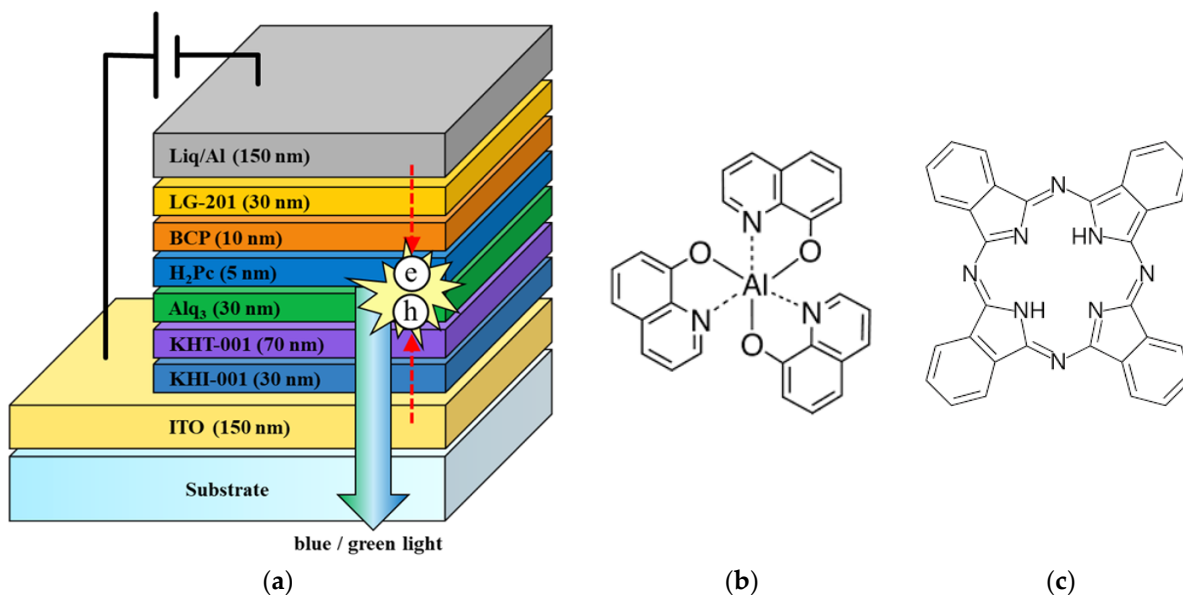 Liq/Al (150 nm)
LG-201 (30 nm)
BCP (10 nm)
H₂Pc (5 nm)
Alq₃ (30 nm)
KHT-001 (70 nm)
KHI-001 (30 nm)
ITO (150 nm)
Substrate
e
h
blue / green light
(a)
N
O
O
Al
N
N
O
(b)
N
N
HN
N
N
NH
N
N
(c)